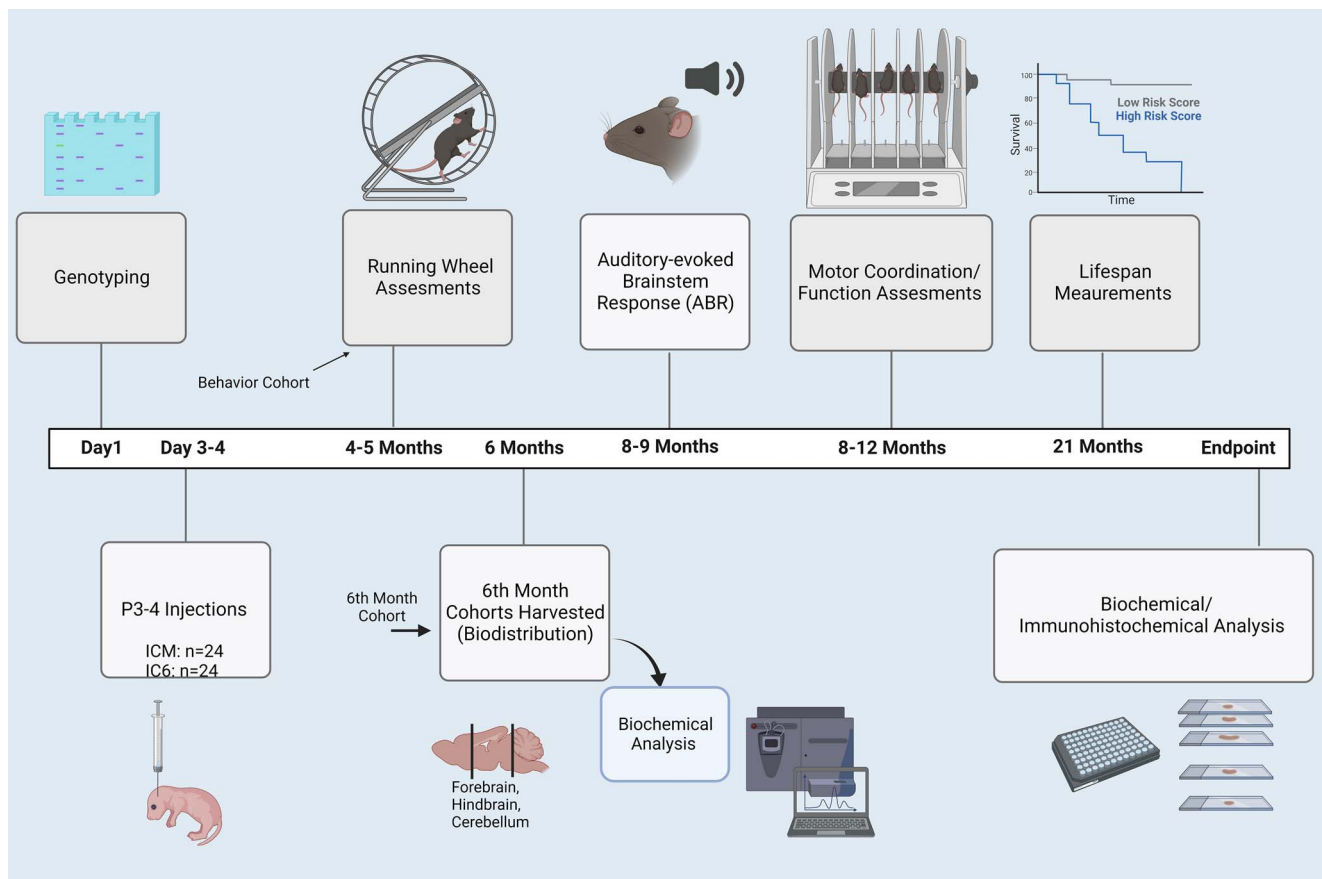 100
80
60
40
20
0
Survival
Time
Low Risk Score
High Risk Score
Genotyping
Running Wheel
Assesments
Auditory-evoked
Brainstem
Response (ABR)
Motor Coordination/
Function Assesments
Lifespan
Meaurements
Behavior Cohort
Day1
Day 3-4
4-5 Months
6 Months
8-9 Months
8-12 Months
21 Months
Endpoint
P3-4 Injections
ICM: n=24
IC6: n=24
6th Month
Cohort
6th Month
Cohorts Harvested
(Biodistribution)
Biochemical
Analysis
Forebrain,
Hindbrain,
Cerebellum
Biochemical/
Immunohistochemical Analysis